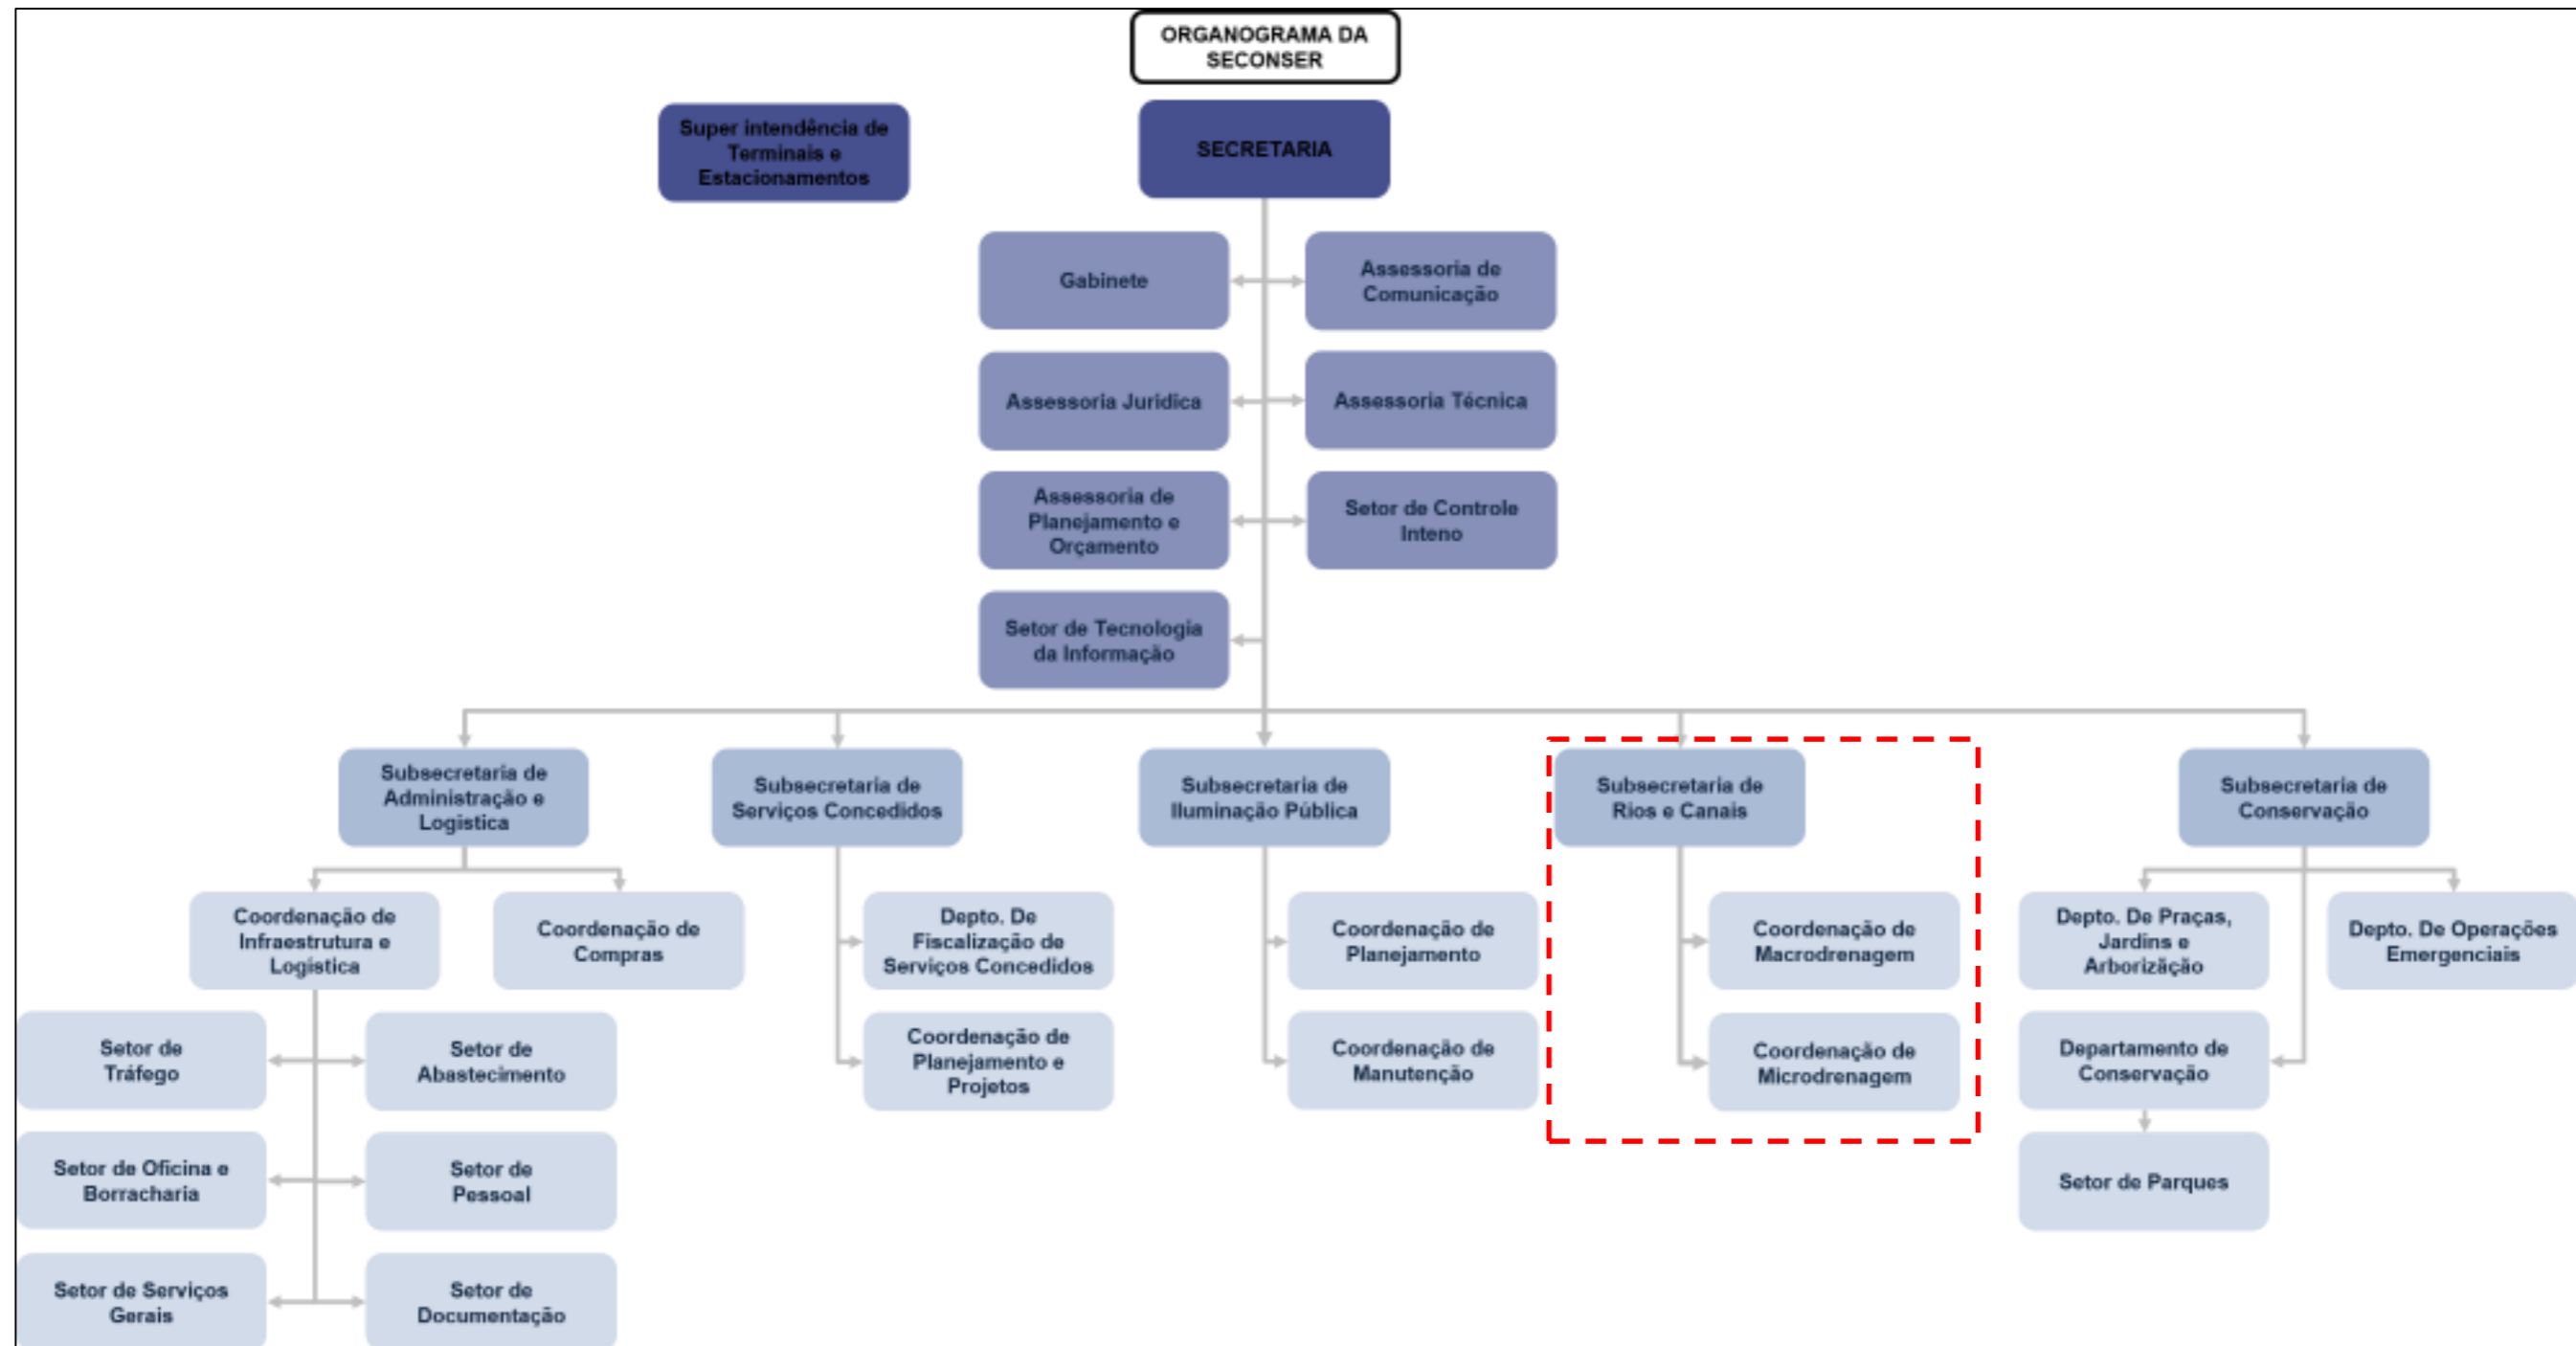 ORGANOGRAMA DA
SECONSER
Super intendência de
Terminais e
Estacionamentos
SECRETARIA
Gabinete
Assessoria de
Comunicação
Assessoria Jurídica
Assessoria Técnica
Assessoria de
Planejamento e
Orçamento
Setor de Controle
Inteno
Setor de Tecnologia
da Informação
Subsecretaria de
Administração e
Logística
Subsecretaria de
Serviços Concedidos
Subsecretaria de
Iluminação Pública
Subsecretaria de
Rios e Canais
Subsecretaria de
Conservação
Coordenação de
Infraestrutura e
Logística
Coordenação de
Compras
Depto. De
Fiscalização de
Serviços Concedidos
Coordenação de
Planejamento
Coordenação de
Macrodrenagem
Depto. De Praças,
Jardins e
Arborizãção
Depto. De Operações
Emergenciais
Setor de
Tráfego
Setor de
Abastecimento
Coordenação de
Planejamento e
Projetos
Coordenação de
Manutenção
Coordenação de
Microdrenagem
Departamento de
Conservação
Setor de Oficina e
Borracharia
Setor de
Pessoal
Setor de Parques
Setor de Serviços
Gerais
Setor de
Documentação